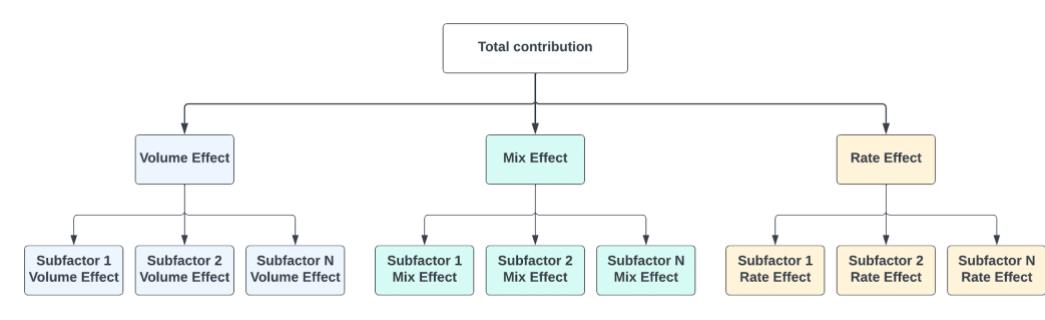 Total contribution
Volume Effect
Mix Effect
Rate Effect
Subfactor 1
Volume Effect
Subfactor 2
Volume Effect
Subfactor N
Volume Effect
Subfactor 1
Mix Effect
Subfactor 2
Mix Effect
Subfactor N
Mix Effect
Subfactor 1
Rate Effect
Subfactor 2
Rate Effect
Subfactor N
Rate Effect